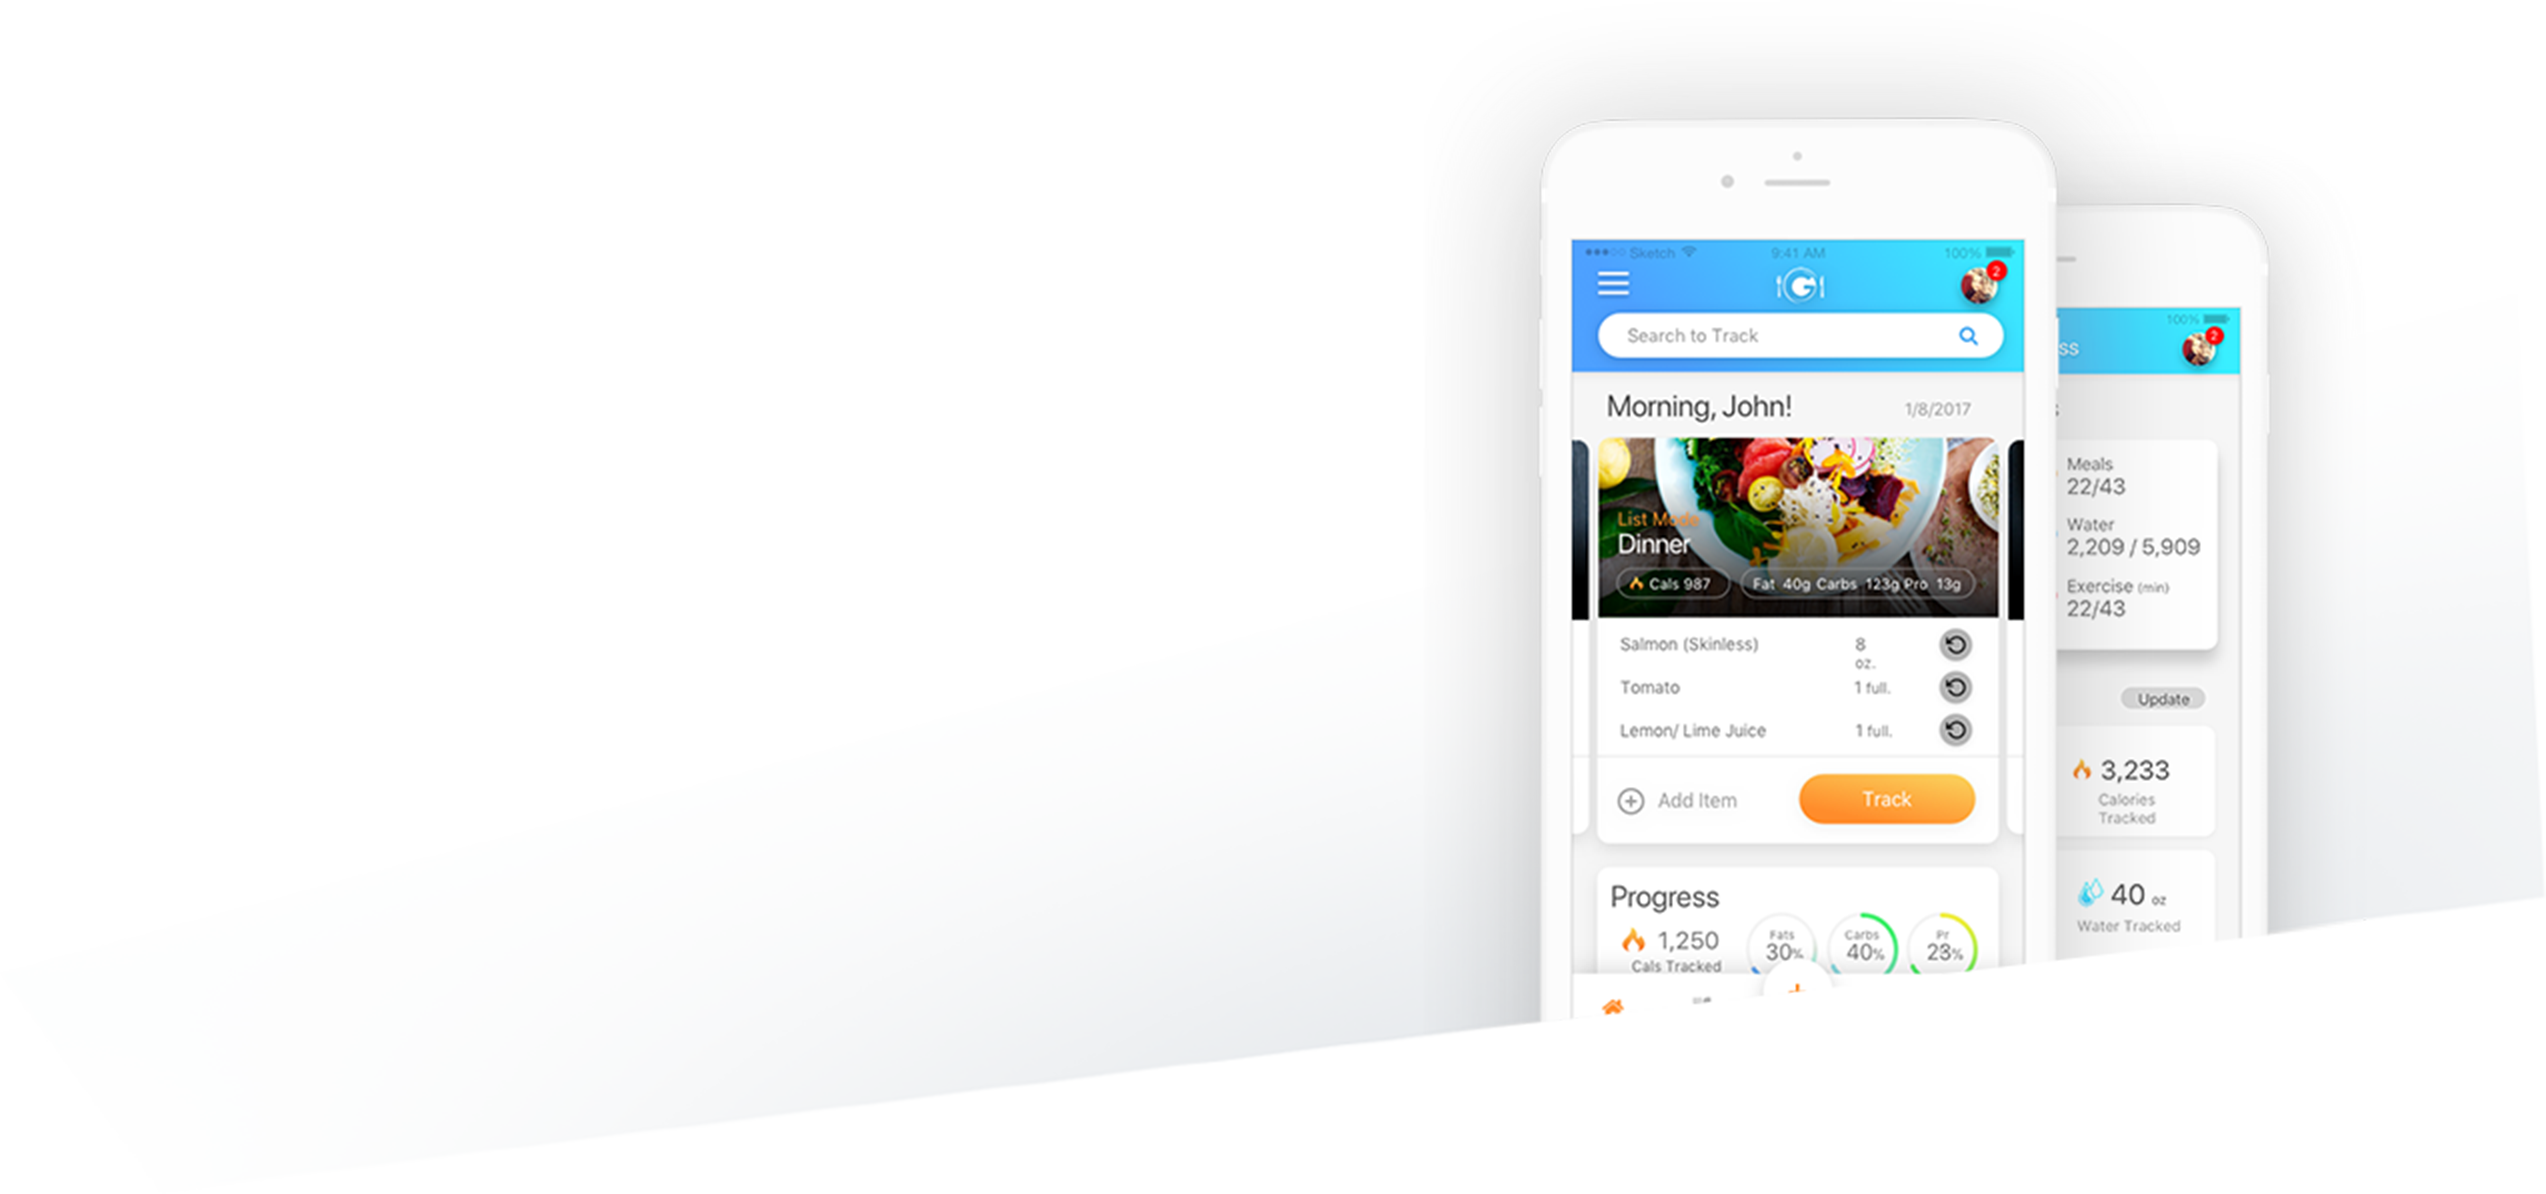 Sketch 9:41 AM 100%
2
Search to Track
Morning, John! 1/8/2017
List Mode
Dinner
Cals 987 Fat 40g Carbs 123g Pro 13g
Salmon (Skinless) 8 oz.
Tomato 1 full.
Lemon/ Lime Juice 1 full.
Add Item Track
Progress
1,250
Cals Tracked
Fats
30%
Carbs
40%
Pr
23%
100%
2
ss
s
Meals
22/43
Water
2,209 / 5,909
Exercise (min)
22/43
Update
3,233
Calories
Tracked
40 oz
Water Tracked